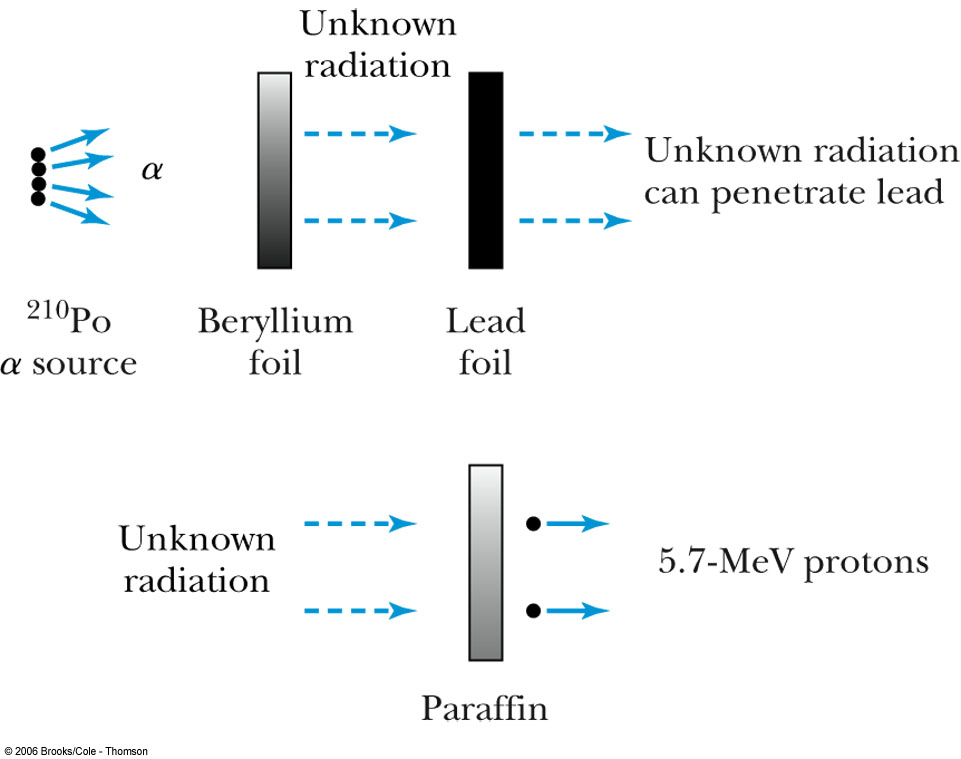 Unknown
radiation
α
Unknown radiation
can penetrate lead
²¹⁰Po
α source
Beryllium
foil
Lead
foil
Unknown
radiation
5.7-MeV protons
Paraffin
© 2006 Brooks/Cole - Thomson